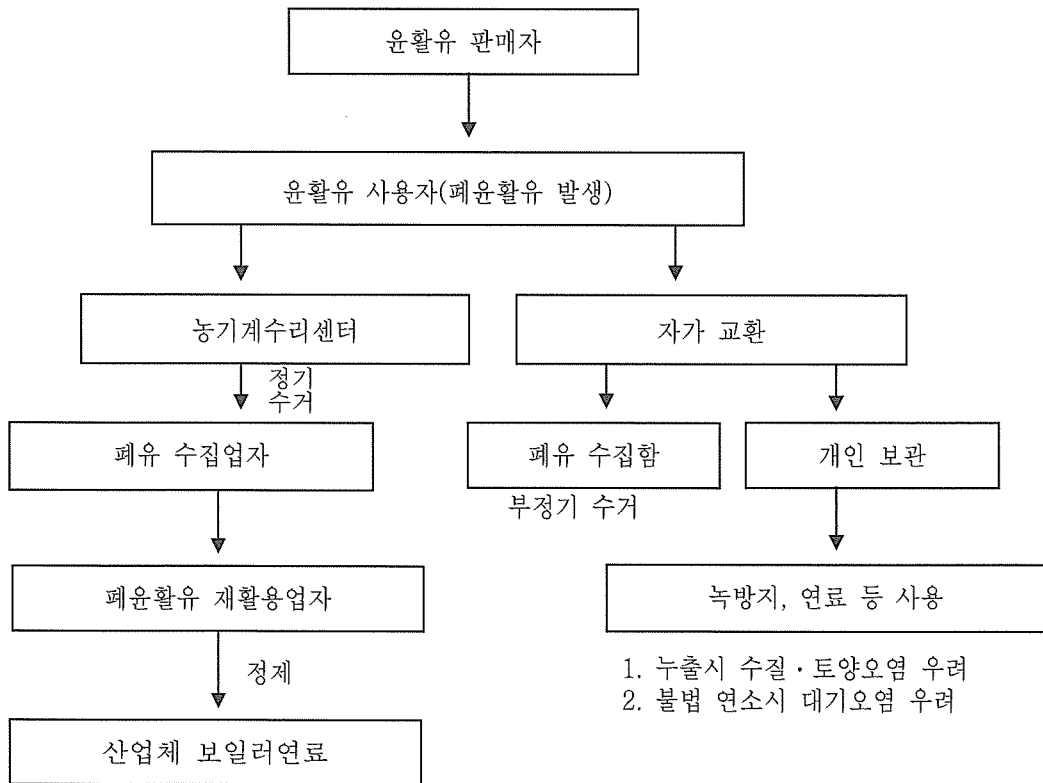 윤활유 판매자
윤활유 사용자(폐윤활유 발생)
농기계수리센터
자가 교환
정기
수거
폐유 수집업자
폐유 수집함
개인 보관
부정기 수거
폐윤활유 재활용업자
녹방지, 연료 등 사용
정제
1. 누출시 수질·토양오염 우려
2. 불법 연소시 대기오염 우려
산업체 보일러연료